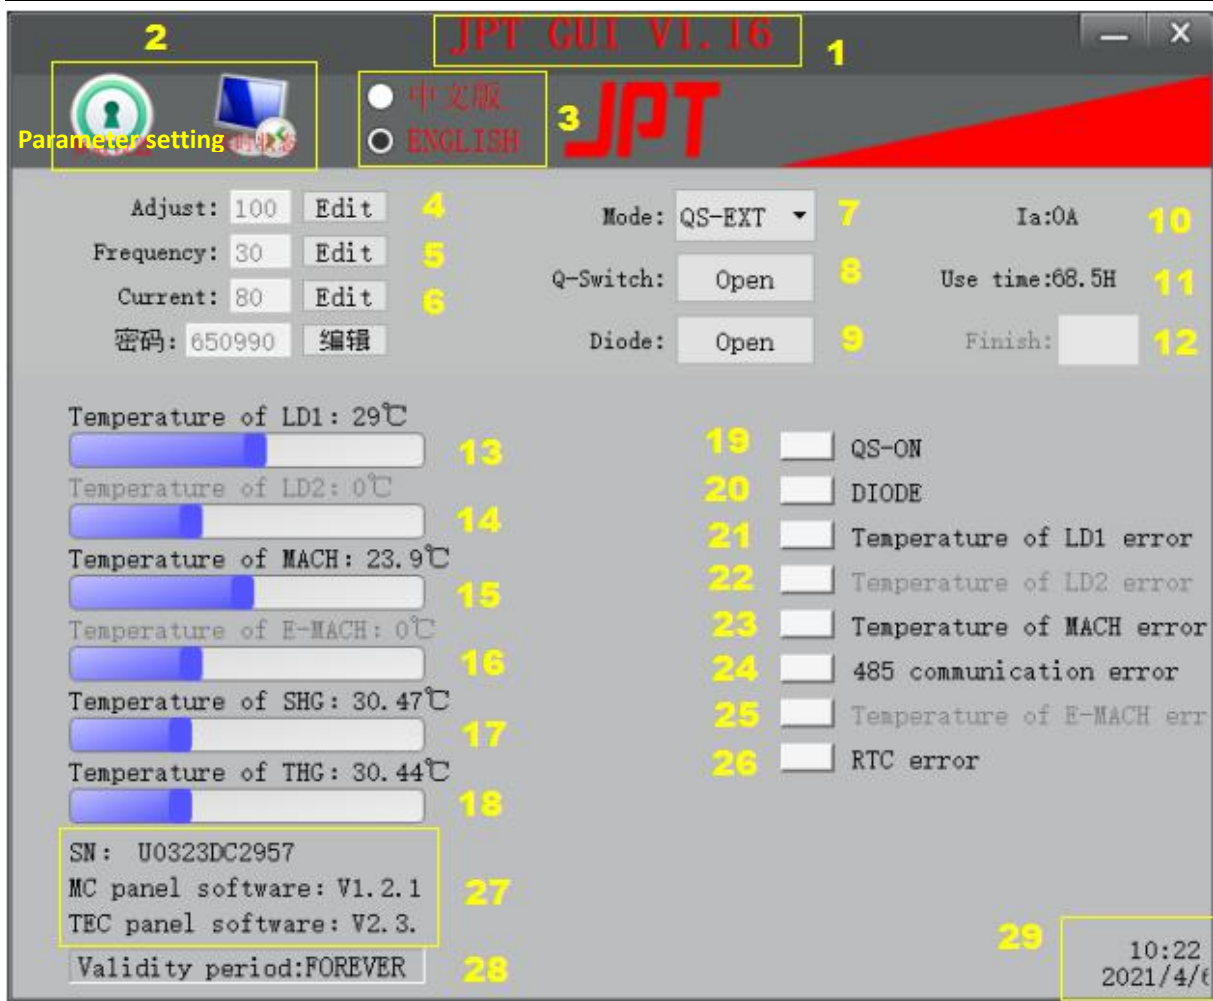 JPT GUI V1.16
1
2
Parameter setting
中文版
ENGLISH
3
JPT
Adjust: 100 Edit 4
Frequency: 30 Edit 5
Current: 80 Edit 6
密码: 650990 编辑
Mode: QS-EXT 7
Q-Switch: Open 8
Diode: Open 9
Ia:0A 10
Use time:68.5H 11
Finish: 12
Temperature of LD1: 29℃
13
Temperature of LD2: 0℃
14
Temperature of MACH: 23.9℃
15
Temperature of E-MACH: 0℃
16
Temperature of SHG: 30.47℃
17
Temperature of THG: 30.44℃
18
19 QS-ON
20 DIODE
21 Temperature of LD1 error
22 Temperature of LD2 error
23 Temperature of MACH error
24 485 communication error
25 Temperature of E-MACH err
26 RTC error
SN: U0323DC2957
MC panel software: V1.2.1
TEC panel software: V2.3.
27
Validity period:FOREVER 28
29
10:22
2021/4/6